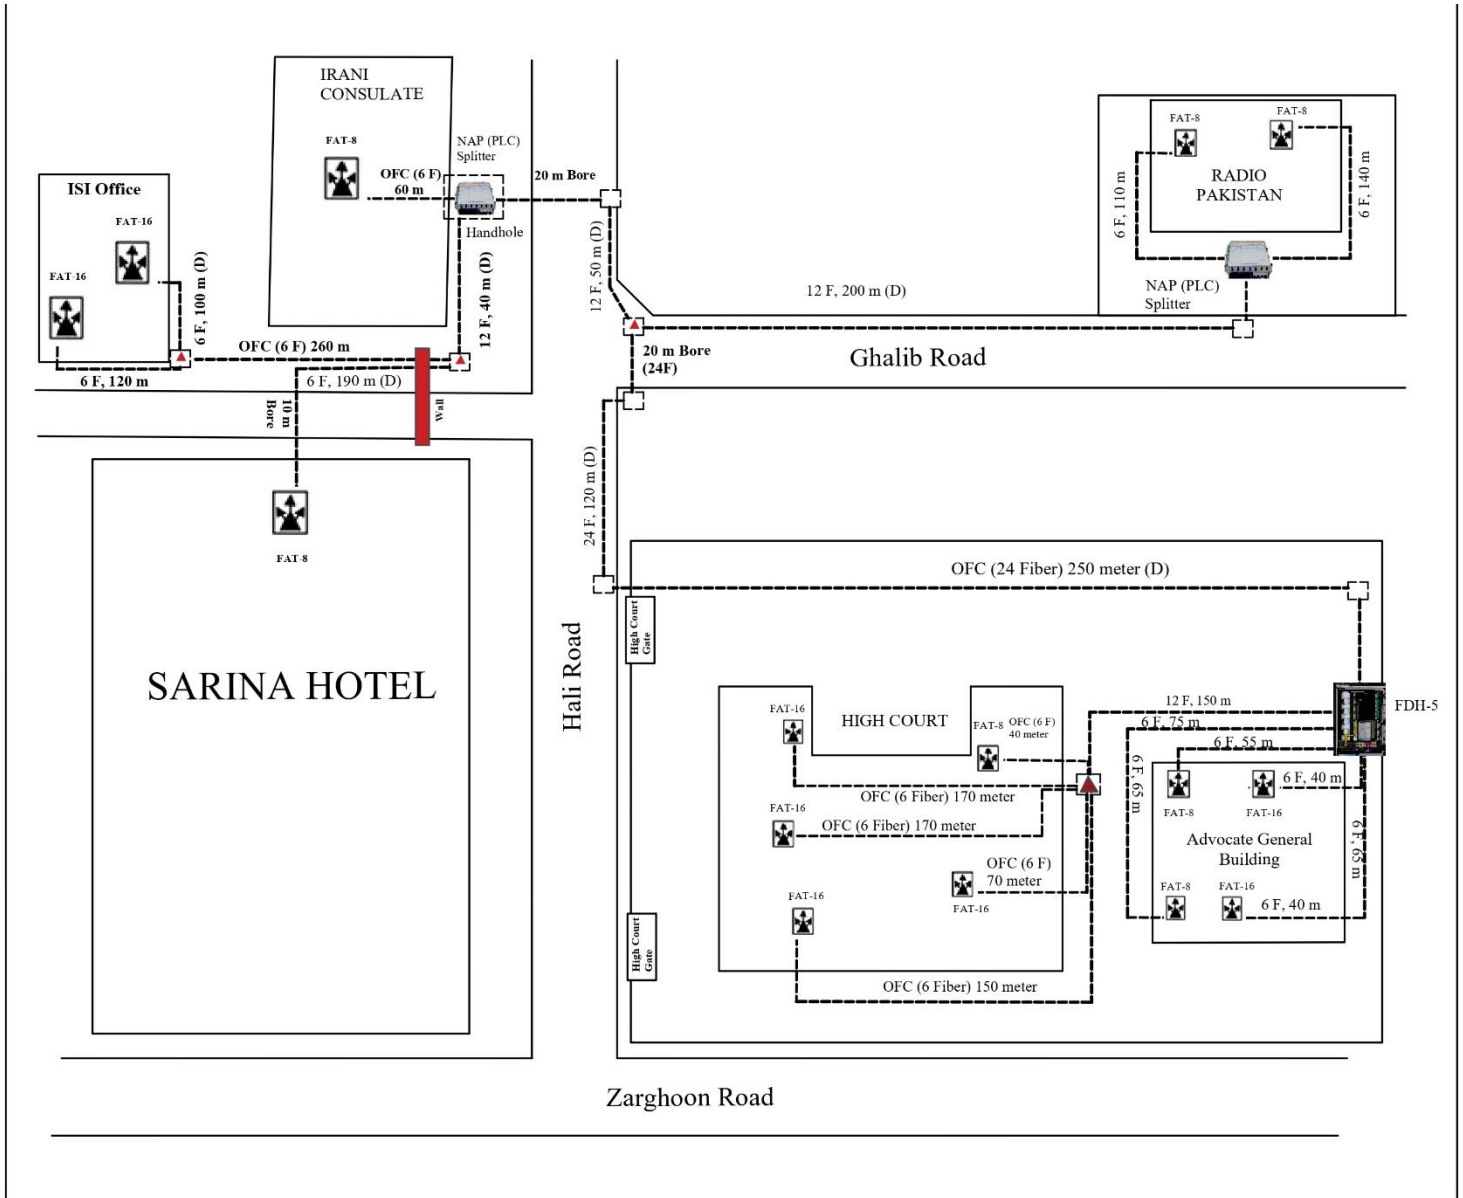 IRANI
CONSULATE
FAT-8
NAP (PLC)
Splitter
OFC (6 F)
60 m
20 m Bore
Handhole
ISI Office
FAT-16
FAT-16
6 F, 100 m (D)
12 F, 40 m (D)
OFC (6 F) 260 m
6 F, 120 m
6 F, 190 m (D)
10 m
Bore
Wall
FAT-8
SARINA HOTEL
12 F, 50 m (D)
12 F, 200 m (D)
20 m Bore
(24F)
Ghalib Road
FAT-8
FAT-8
RADIO
PAKISTAN
6 F, 110 m
6 F, 140 m
NAP (PLC)
Splitter
24 F, 120 m (D)
OFC (24 Fiber) 250 meter (D)
High Court
Gate
Hali Road
FDH-5
12 F, 150 m
6 F, 75 m
6 F, 55 m
6 F, 65 m
FAT-16
HIGH COURT
FAT-8
OFC (6 F)
40 meter
OFC (6 Fiber) 170 meter
FAT-16
OFC (6 Fiber) 170 meter
OFC (6 F)
70 meter
FAT-16
FAT-16
OFC (6 Fiber) 150 meter
High Court
Gate
6 F, 40 m
FAT-8
FAT-16
Advocate General
Building
6 F, 65 m
FAT-8
FAT-16
6 F, 40 m
Zarghoon Road